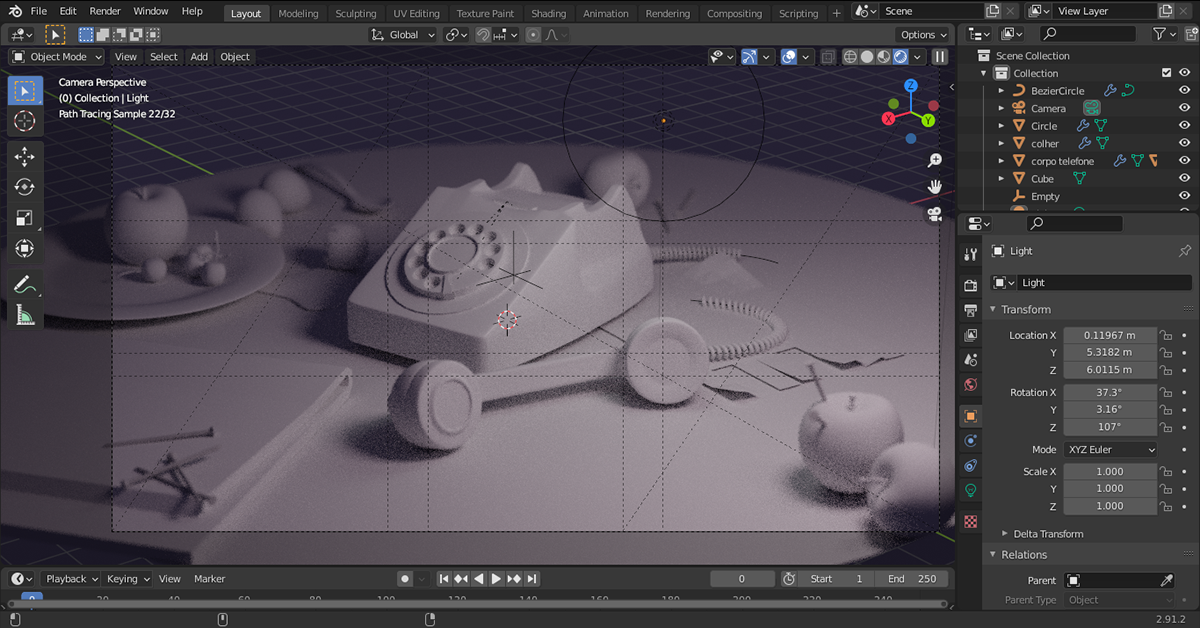 File Edit Render Window Help
Layout Modeling Sculpting UV Editing Texture Paint Shading Animation Rendering Compositing Scripting +
Scene
View Layer
Global
Options
Object Mode View Select Add Object
Camera Perspective
(0) Collection | Light
Path Tracing Sample 22/32
Z
X
Y
Scene Collection
Collection
BezierCircle
Camera
Circle
colher
corpo telefone
Cube
Empty
Light
Light
Transform
Location X 0.11967 m
Y 5.3182 m
Z 6.0115 m
Rotation X 37.3°
Y 3.16°
Z 107°
Mode XYZ Euler
Scale X 1.000
Y 1.000
Z 1.000
Delta Transform
Relations
Parent
Parent Type Object
Playback Keying View Marker
0
Start 1
End 250
0 20 40 60 80 100 120 140 160 180 200 220 240
2.91.2